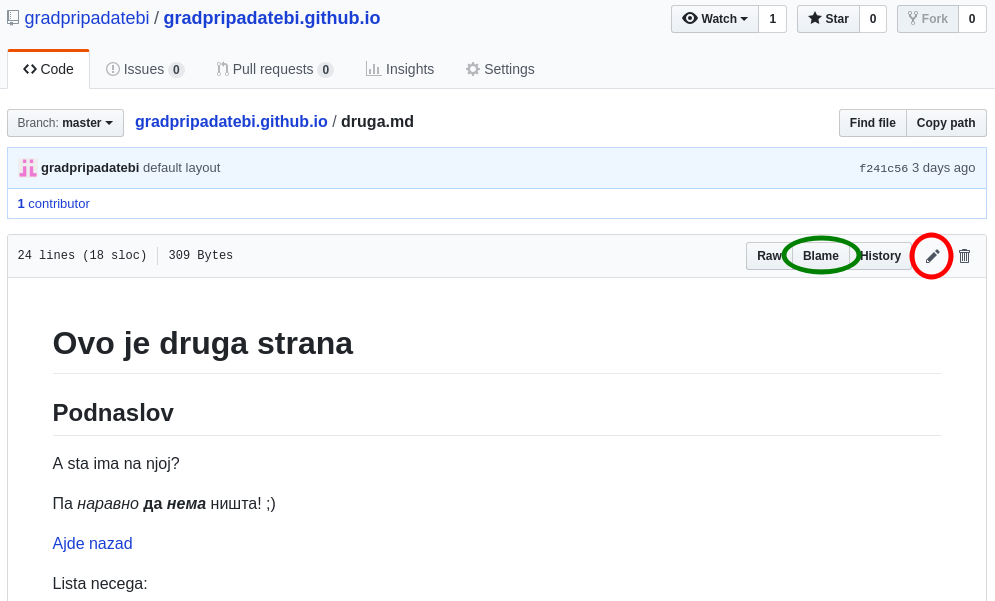 gradpripadatebi / gradpripadatebi.github.io Watch 1 Star 0 Fork 0
Code Issues 0 Pull requests 0 Insights Settings
Branch: master gradpripadatebi.github.io / druga.md Find file Copy path
gradpripadatebi default layout f241c56 3 days ago
1 contributor
24 lines (18 sloc) 309 Bytes Raw Blame History
Ovo je druga strana
Podnaslov
A sta ima na njoj?
Па наравно да нема ништа! ;)
Ajde nazad
Lista necega: